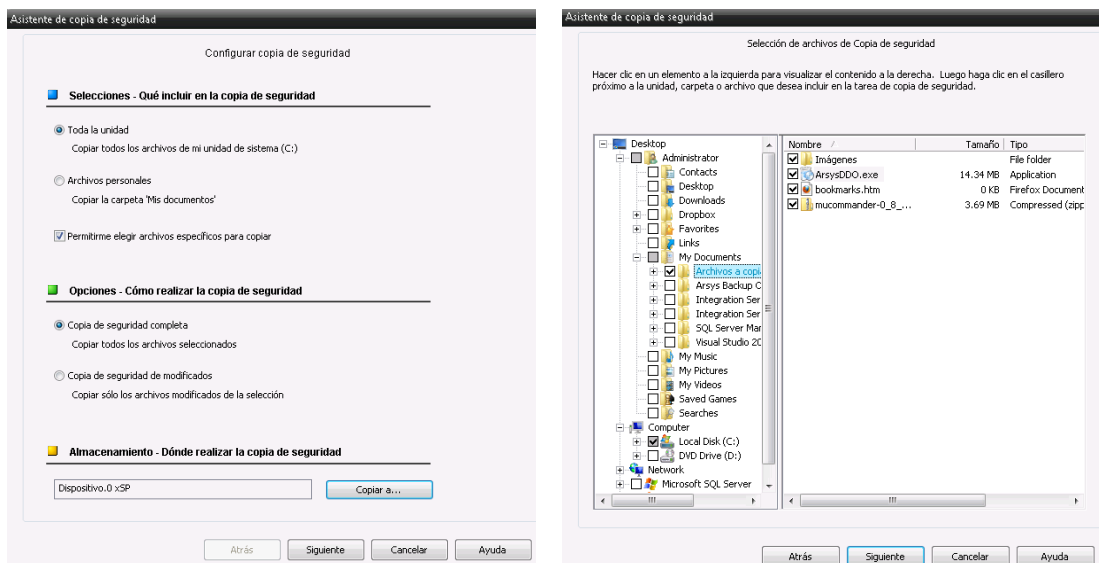 Asistente de copia de seguridad
Configurar copia de seguridad
Selecciones - Qué incluir en la copia de seguridad
Toda la unidad
Copiar todos los archivos de mi unidad de sistema (C:)
Archivos personales
Copiar la carpeta 'Mis documentos'
Permitirme elegir archivos específicos para copiar
Opciones - Cómo realizar la copia de seguridad
Copia de seguridad completa
Copiar todos los archivos seleccionados
Copia de seguridad de modificados
Copiar sólo los archivos modificados de la selección
Almacenamiento - Dónde realizar la copia de seguridad
Dispositivo.0 xSP
Copiar a...
Atrás Siguiente Cancelar Ayuda
Asistente de copia de seguridad
Selección de archivos de Copia de seguridad
Hacer clic en un elemento a la izquierda para visualizar el contenido a la derecha. Luego haga clic en el casillero
próximo a la unidad, carpeta o archivo que desea incluir en la tarea de copia de seguridad.
Desktop
Administrator
Contacts
Desktop
Downloads
Dropbox
Favorites
Links
My Documents
Archivos a copi
Arsys Backup C
Integration Ser
Integration Ser
SQL Server Mar
Visual Studio 20
My Music
My Pictures
My Videos
Saved Games
Searches
Computer
Local Disk (C:)
DVD Drive (D:)
Network
Microsoft SQL Server
Nombre Tamaño Tipo
Imágenes File folder
ArsysDDO.exe 14.34 MB Application
bookmarks.htm 0 KB Firefox Document
mucommander-0_8_... 3.69 MB Compressed (zipp
Atrás Siguiente Cancelar Ayuda